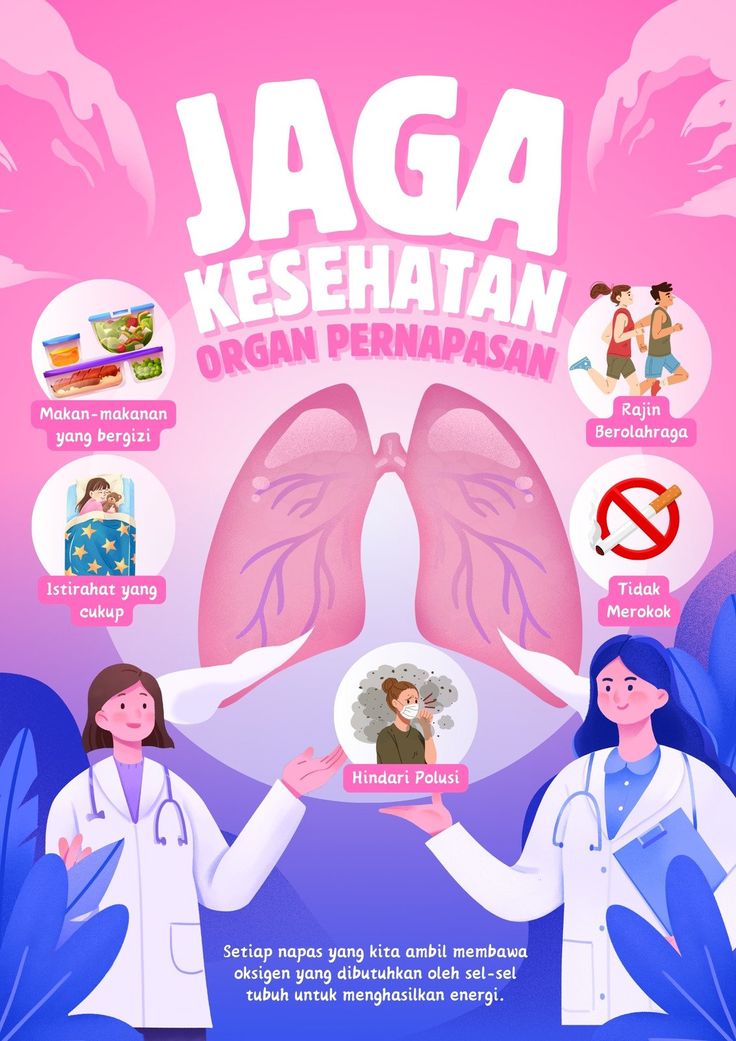 JAGA
KESEHATAN
ORGAN PERNAPASAN
Makan-makanan
yang bergizi
Rajin
Berolahraga
Istirahat yang
cukup
Tidak
Merokok
Hindari Polusi
Setiap napas yang kita ambil membawa
oksigen yang dibutuhkan oleh sel-sel
tubuh untuk menghasilkan energi.